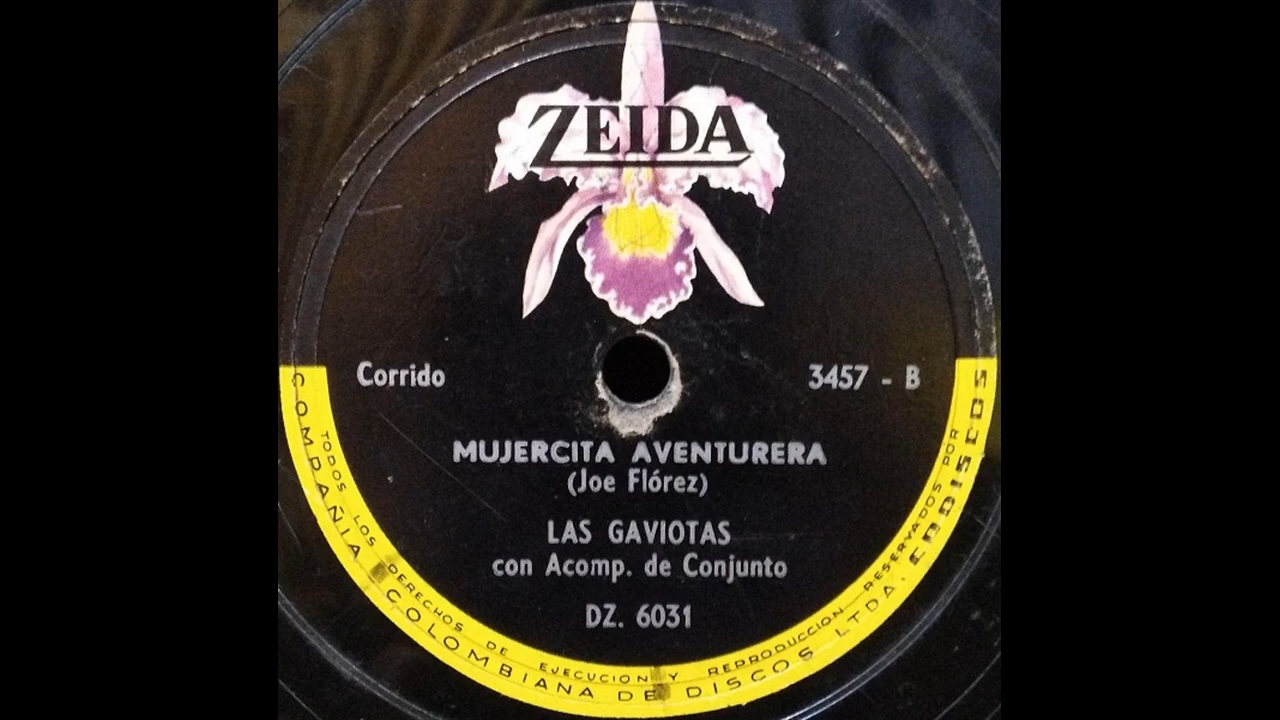 ZEIDA
Corrido
3457 - B
MUJERCITA AVENTURERA
(Joe Flórez)
LAS GAVIOTAS
con Acomp. de Conjunto
DZ. 6031
TODOS LOS DERECHOS DE EJECUCION Y REPRODUCCION RESERVADOS POR
COMPAÑIA COLOMBIANA DE DISCOS LTDA. CODISCOS